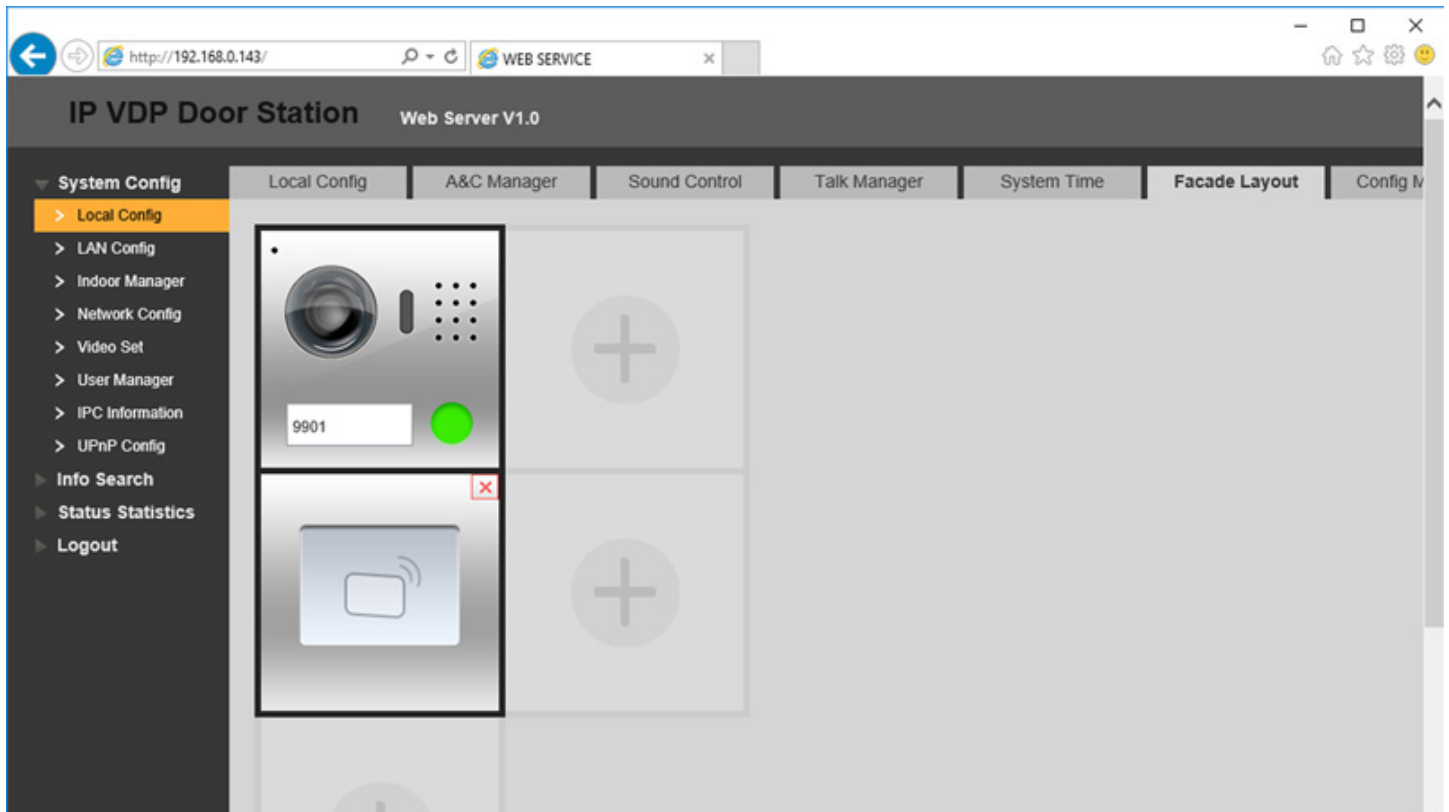 http://192.168.0.143/
WEB SERVICE
IP VDP Door Station Web Server V1.0
System Config
Local Config
LAN Config
Indoor Manager
Network Config
Video Set
User Manager
IPC Information
UPnP Config
Info Search
Status Statistics
Logout
Local Config
A&C Manager
Sound Control
Talk Manager
System Time
Facade Layout
Config M
9901